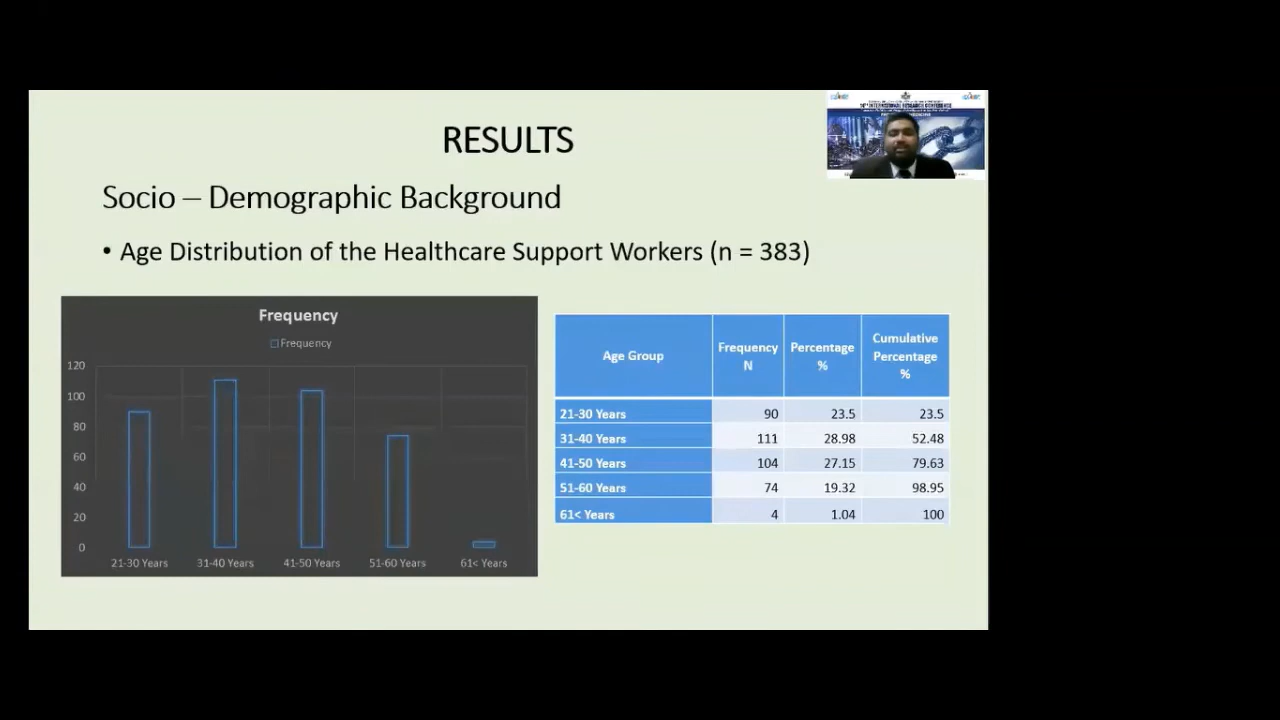 RESULTS
Socio – Demographic Background
• Age Distribution of the Healthcare Support Workers (n = 383)
Frequency
Frequency
120
100
80
60
40
20
0
21-30 Years 31-40 Years 41-50 Years 51-60 Years 61< Years
Age Group Frequency N Percentage % Cumulative Percentage %
21-30 Years 90 23.5 23.5
31-40 Years 111 28.98 52.48
41-50 Years 104 27.15 79.63
51-60 Years 74 19.32 98.95
61< Years 4 1.04 100
INTERNATIONAL RESEARCH CONFERENCE